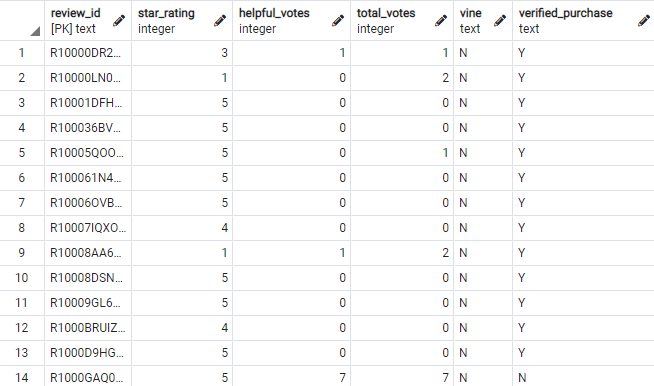 review_id star_rating helpful_votes total_votes vine verified_purchase
[PK] text integer integer integer text text
1 R10000DR2... 3 1 1 N Y
2 R10000LN0... 1 0 2 N Y
3 R10001DFH... 5 0 0 N Y
4 R100036BV... 5 0 0 N Y
5 R10005QOO... 5 0 1 N Y
6 R100061N4... 5 0 0 N Y
7 R10006OVB... 5 0 0 N Y
8 R10007IQXO... 4 0 0 N Y
9 R10008AA6... 1 1 2 N Y
10 R10008DSN... 5 0 0 N Y
11 R10009GL6... 5 0 0 N Y
12 R1000BRUIZ... 4 0 0 N Y
13 R1000D9HG... 5 0 0 N Y
14 R1000GAQ0... 5 7 7 N N